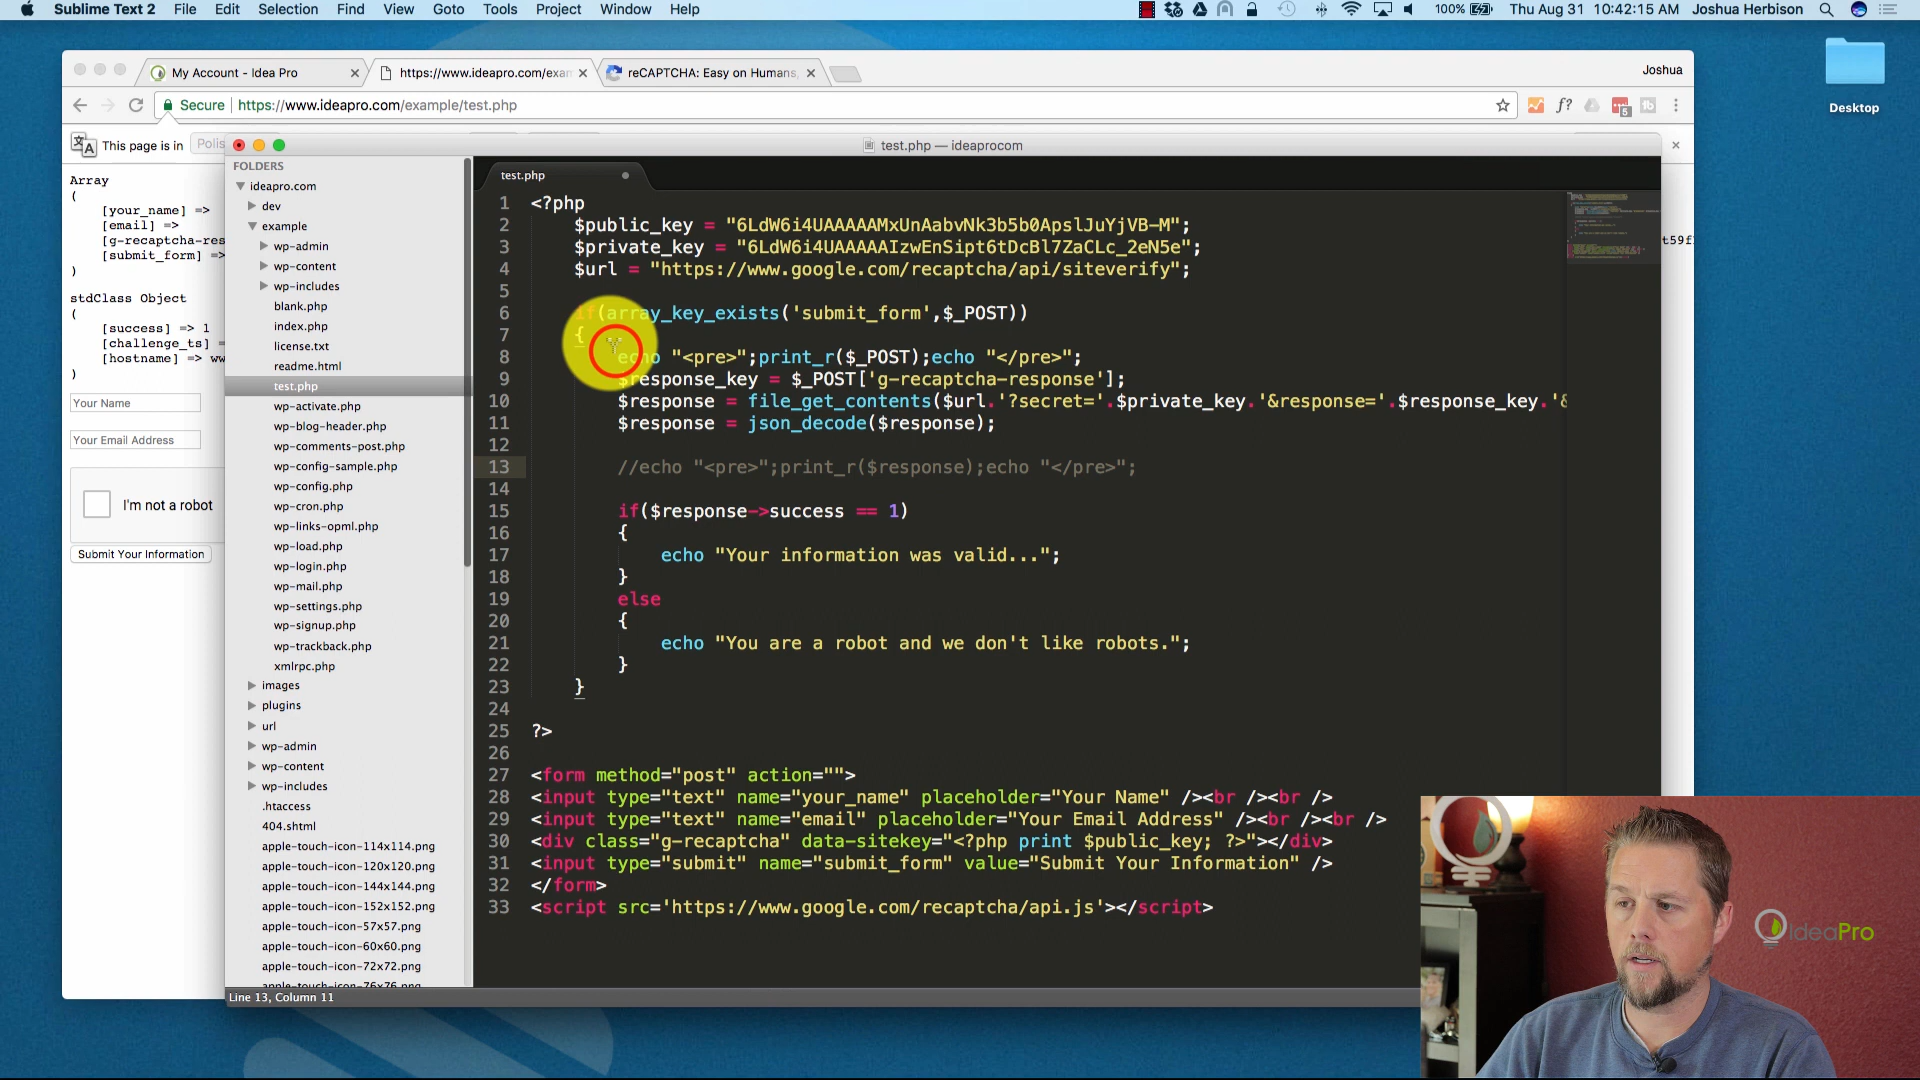 Sublime Text 2 File Edit Selection Find View Goto Tools Project Window Help 100% Thu Aug 31 10:42:15 AM Joshua Herbison
My Account - Idea Pro
https://www.ideapro.com/exam
reCAPTCHA: Easy on Humans,
Joshua
Secure https://www.ideapro.com/example/test.php
Desktop
This page is in Polis
Array
(
[your_name] =>
[email] =>
[g-recaptcha-res
[submit_form] =>
)
stdClass Object
(
[success] => 1
[challenge_ts] =
[hostname] => ww
)
Your Name
Your Email Address
I'm not a robot
Submit Your Information
test.php — ideaprocom
FOLDERS
ideapro.com
dev
example
wp-admin
wp-content
wp-includes
blank.php
index.php
license.txt
readme.html
test.php
wp-activate.php
wp-blog-header.php
wp-comments-post.php
wp-config-sample.php
wp-config.php
wp-cron.php
wp-links-opml.php
wp-load.php
wp-login.php
wp-mail.php
wp-settings.php
wp-signup.php
wp-trackback.php
xmlrpc.php
images
plugins
url
wp-admin
wp-content
wp-includes
.htaccess
404.shtml
apple-touch-icon-114x114.png
apple-touch-icon-120x120.png
apple-touch-icon-144x144.png
apple-touch-icon-152x152.png
apple-touch-icon-57x57.png
apple-touch-icon-60x60.png
apple-touch-icon-72x72.png
apple-touch-icon-76x76.png
test.php
1 <?php
2 $public_key = "6LdW6i4UAAAAAMxUnAabvNk3b5b0ApslJuYjVB-M";
3 $private_key = "6LdW6i4UAAAAAIzwEnSipt6tDcBl7ZaCLc_2eN5e";
4 $url = "https://www.google.com/recaptcha/api/siteverify";
5
6 if(array_key_exists('submit_form',$_POST))
7 {
8 echo "<pre>";print_r($_POST);echo "</pre>";
9 $response_key = $_POST['g-recaptcha-response'];
10 $response = file_get_contents($url.'?secret='.$private_key.'&response='.$response_key.'&
11 $response = json_decode($response);
12
13 //echo "<pre>";print_r($response);echo "</pre>";
14
15 if($response->success == 1)
16 {
17 echo "Your information was valid...";
18 }
19 else
20 {
21 echo "You are a robot and we don't like robots.";
22 }
23 }
24
25 ?>
26
27 <form method="post" action="">
28 <input type="text" name="your_name" placeholder="Your Name" /><br /><br />
29 <input type="text" name="email" placeholder="Your Email Address" /><br /><br />
30 <div class="g-recaptcha" data-sitekey="<?php print $public_key; ?>"></div>
31 <input type="submit" name="submit_form" value="Submit Your Information" />
32 </form>
33 <script src='https://www.google.com/recaptcha/api.js'></script>
Line 13, Column 11
IdeaPro